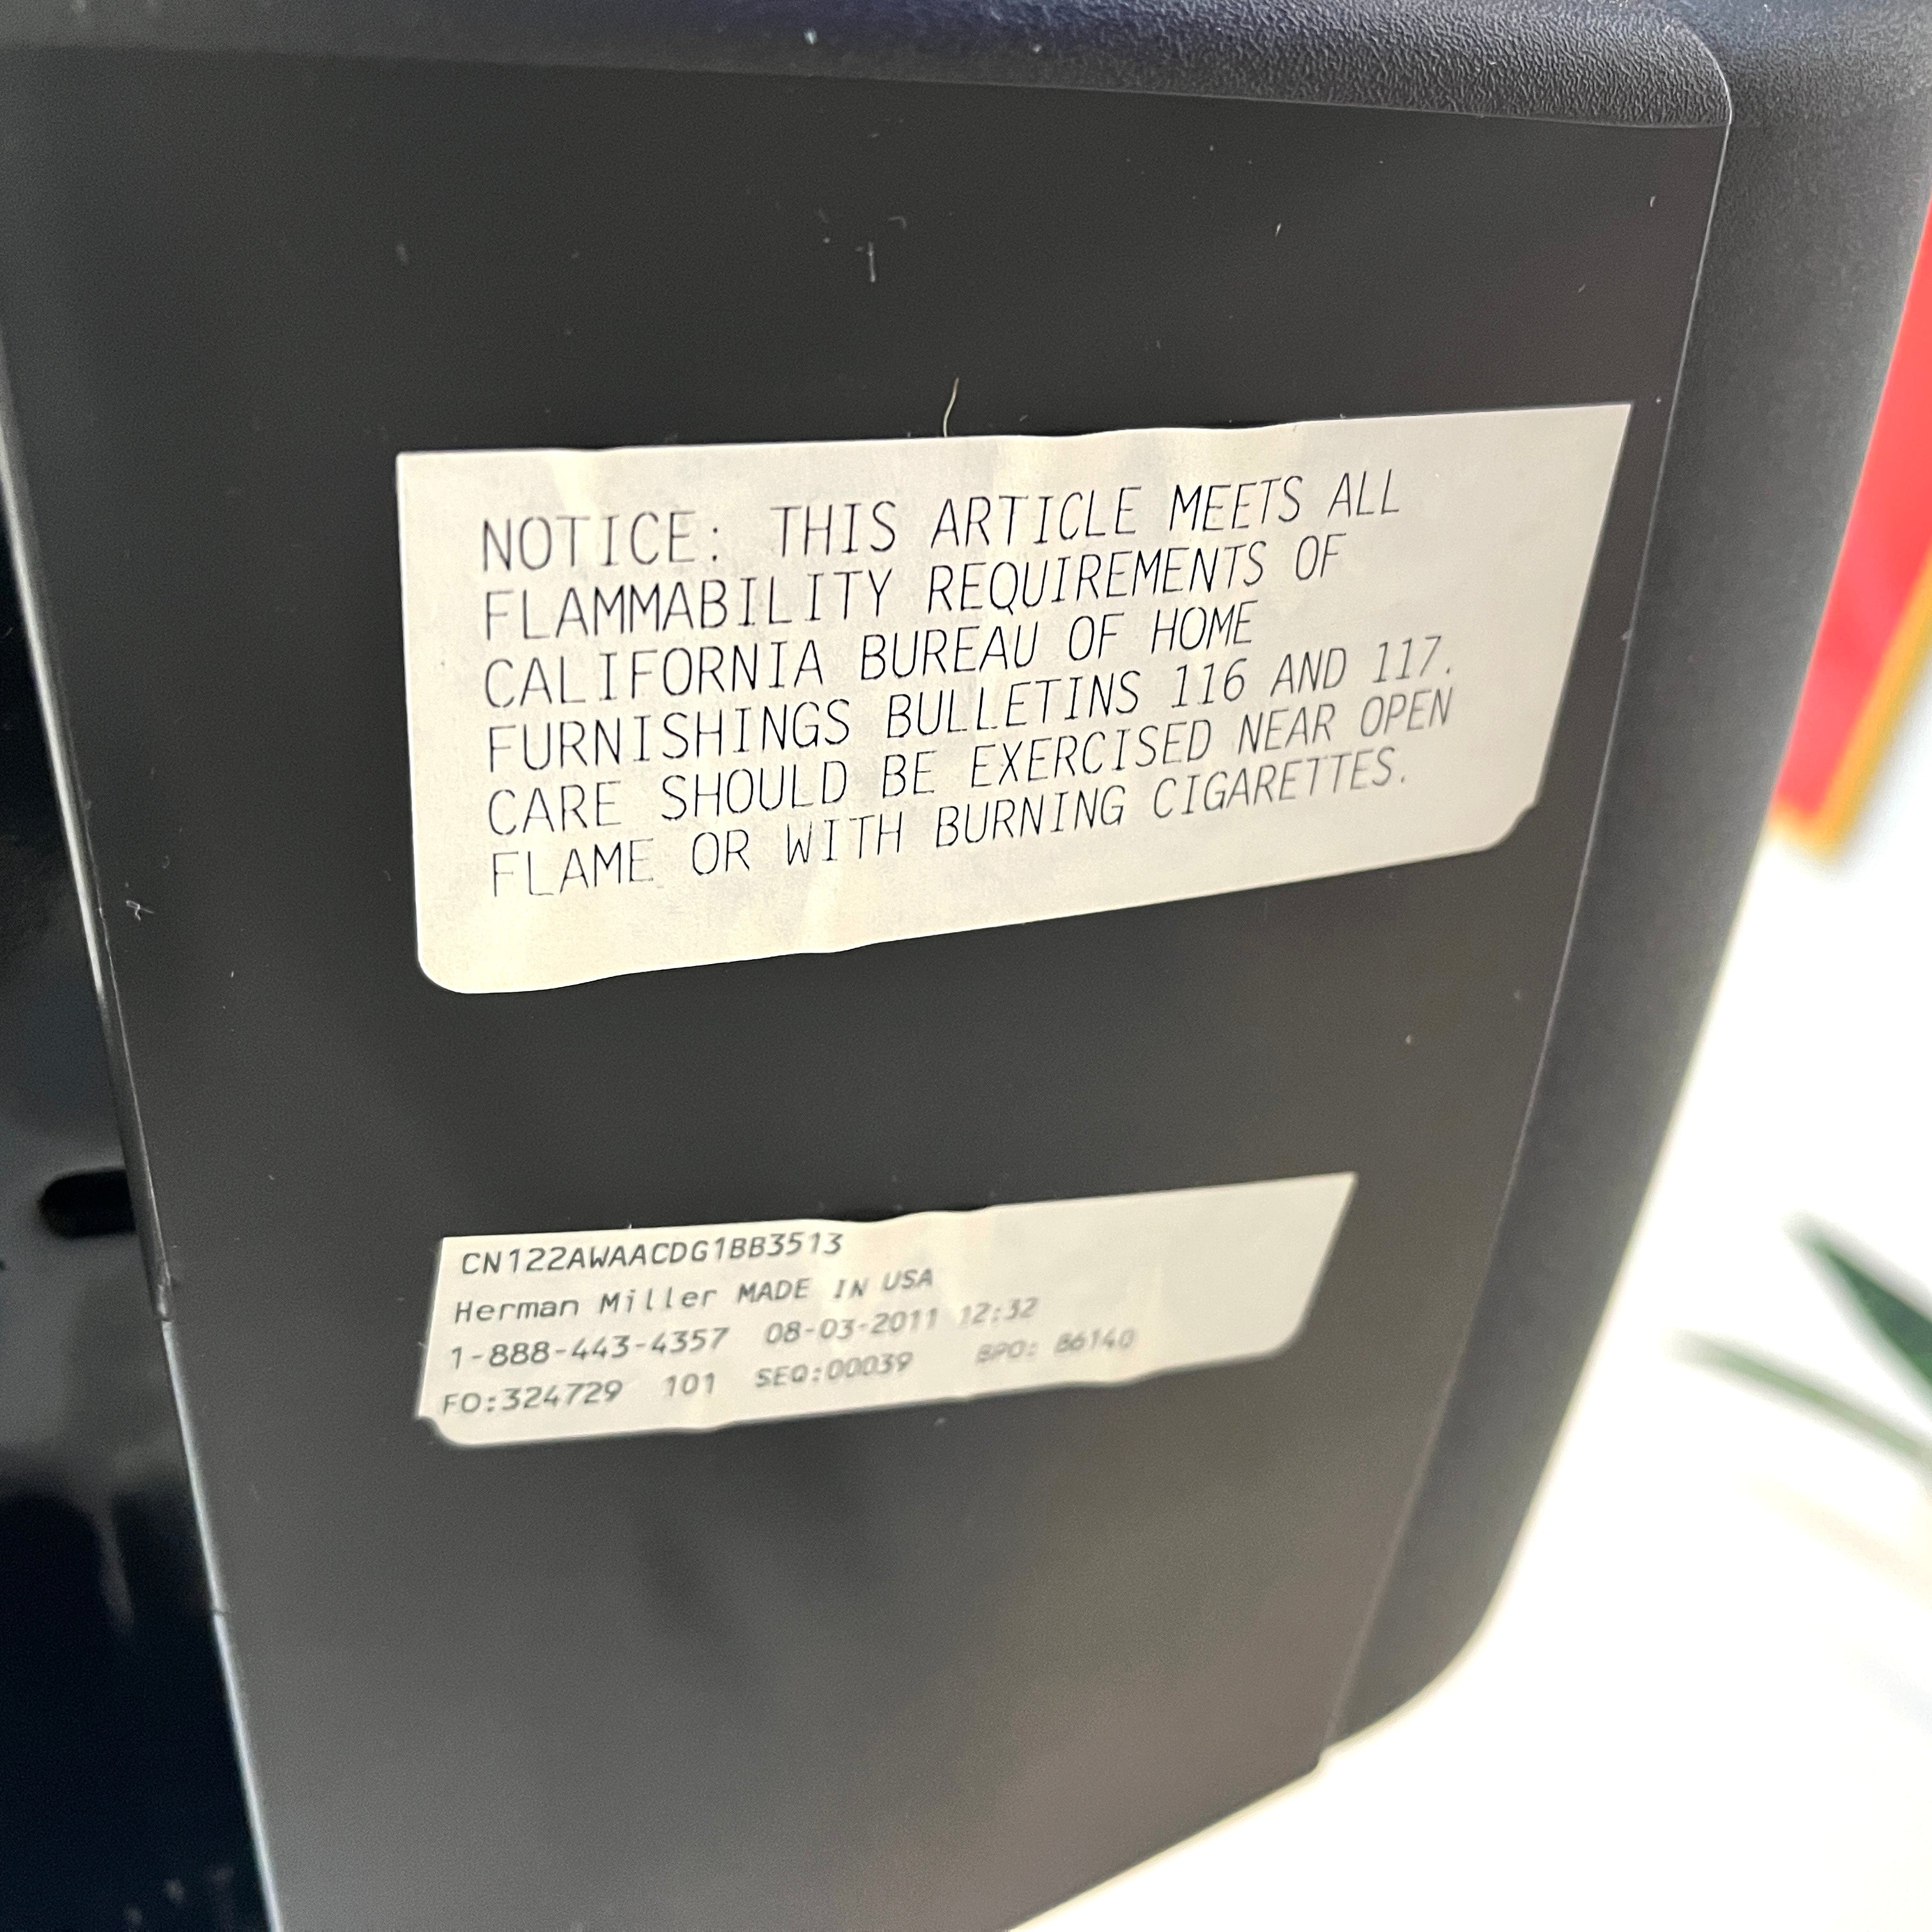 NOTICE: THIS ARTICLE MEETS ALL
FLAMMABILITY REQUIREMENTS OF
CALIFORNIA BUREAU OF HOME
FURNISHINGS BULLETINS 116 AND 117.
CARE SHOULD BE EXERCISED NEAR OPEN
FLAME OR WITH BURNING CIGARETTES.
CN122AWAACDG1BB3513
Herman Miller MADE IN USA
1-888-443-4357 08-03-2011 12:32
FO:324729 101 SEQ:00039 BPO: B6140